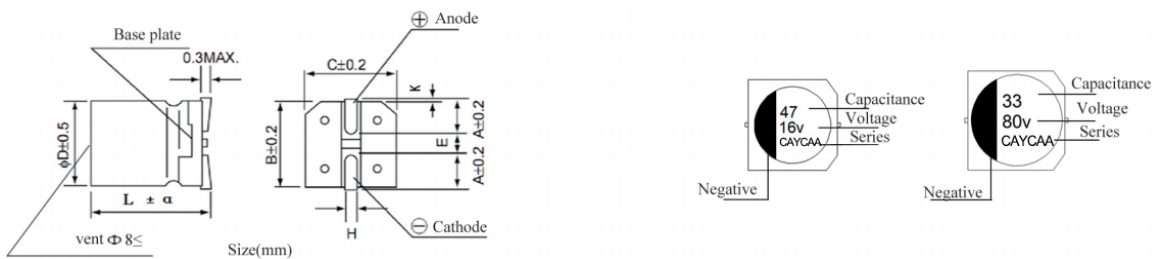 ⊕ Anode
Base plate
0.3MAX.
C±0.2
K
A±0.2
E
A±0.2
B±0.2
ϕD±0.5
L ± α
H
⊖ Cathode
vent Φ 8≤
Size(mm)
47
16v
CAYCAA
Capacitance
Voltage
Series
Negative
33
80v
CAYCAA
Capacitance
Voltage
Series
Negative